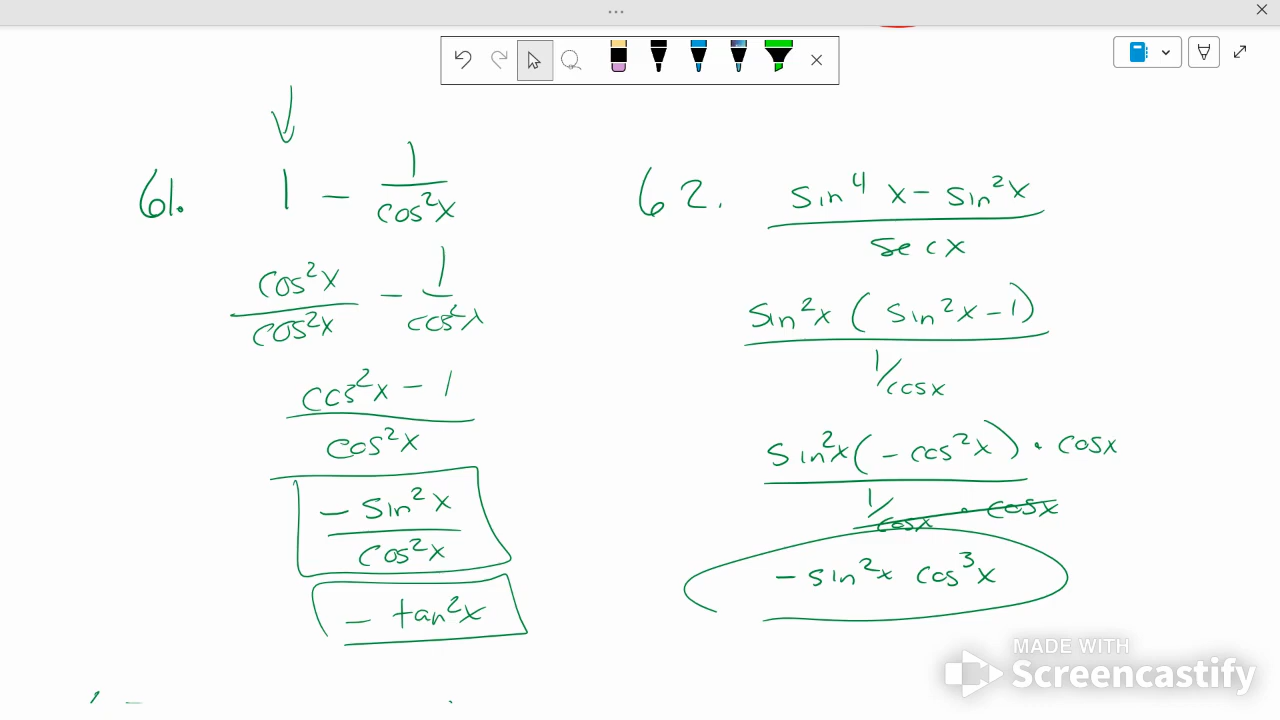 61. 1 - 1/cos²x
cos²x/cos²x - 1/cos²x
cos²x - 1/cos²x
- sin²x/cos²x
- tan²x
62. sin⁴x - sin²x/sec x
sin²x (sin²x - 1)/1/cosx
sin²x(- cos²x) · cosx/1/cosx · cosx
- sin²x cos³x
MADE WITH
Screencastify